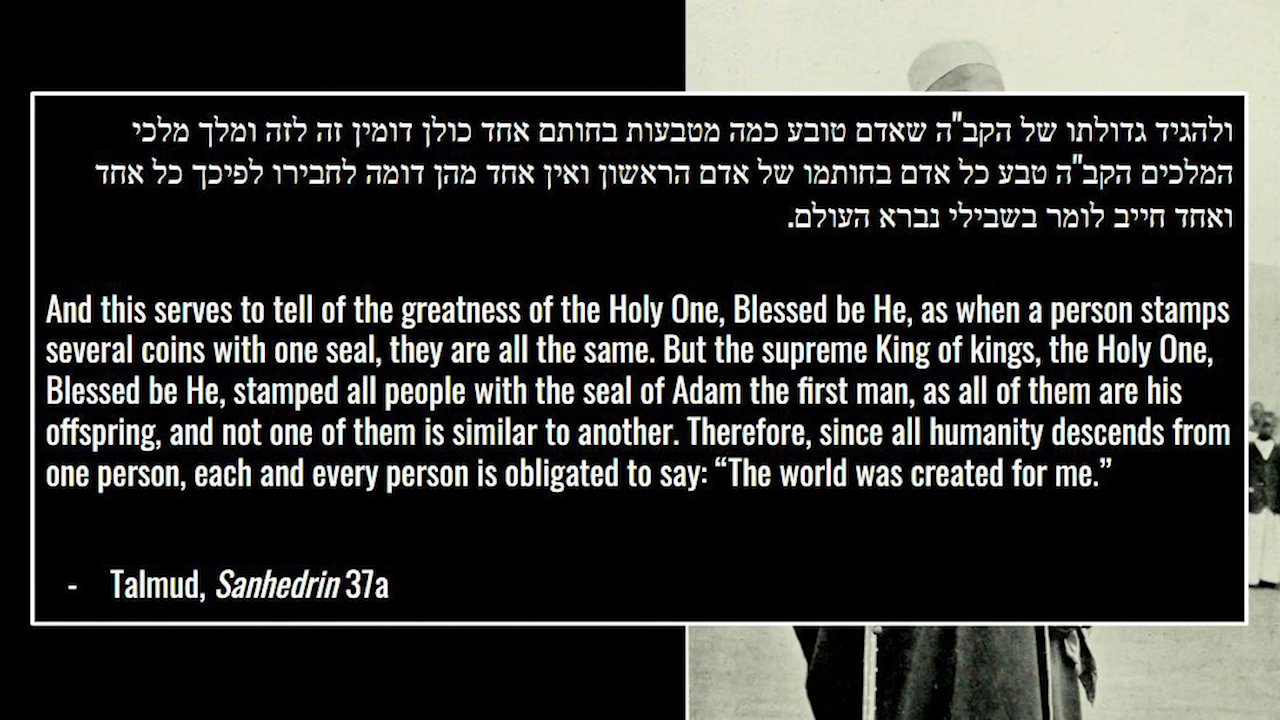 ולהגיד גדולתו של הקב"ה שאדם טובע כמה מטבעות בחותם אחד כולן דומין זה לזה ומלך מלכי
המלכים הקב"ה טבע כל אדם בחותמו של אדם הראשון ואין אחד מהן דומה לחבירו לפיכך כל אחד
ואחד חייב לומר בשבילי נברא העולם.
And this serves to tell of the greatness of the Holy One, Blessed be He, as when a person stamps
several coins with one seal, they are all the same. But the supreme King of kings, the Holy One,
Blessed be He, stamped all people with the seal of Adam the first man, as all of them are his
offspring, and not one of them is similar to another. Therefore, since all humanity descends from
one person, each and every person is obligated to say: “The world was created for me.”
- Talmud, Sanhedrin 37a